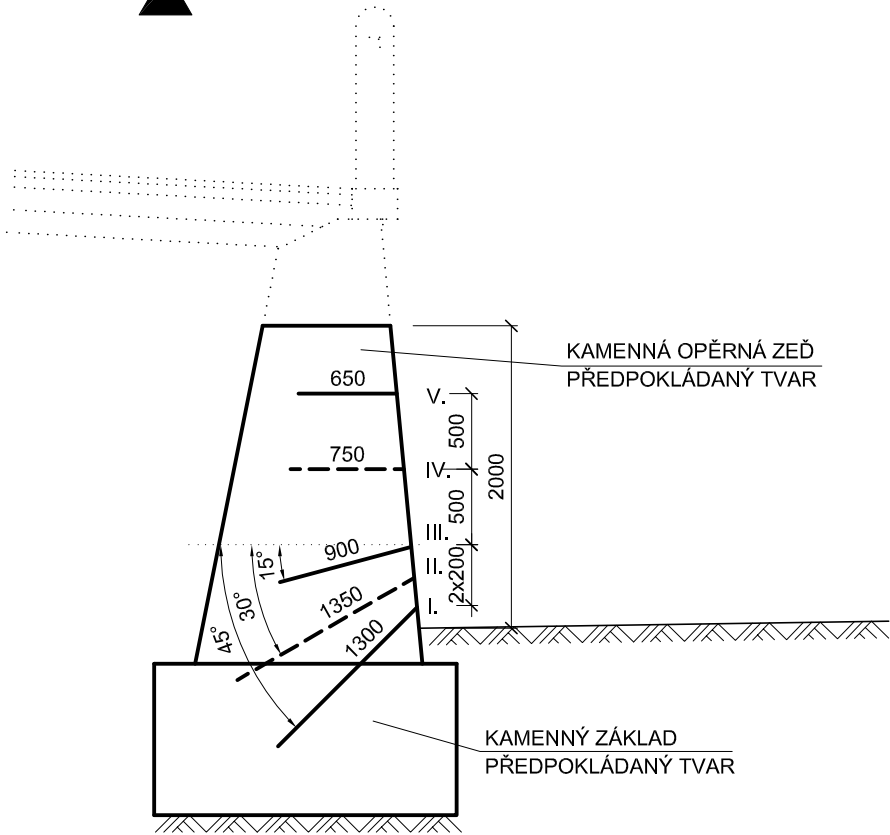 KAMENNÁ OPĚRNÁ ZEĎ
PŘEDPOKLÁDANÝ TVAR
650
V.
500
750
IV.
2000
500
III.
900
15°
II.
2x200
30°
1350
I.
45°
1300
KAMENNÝ ZÁKLAD
PŘEDPOKLÁDANÝ TVAR